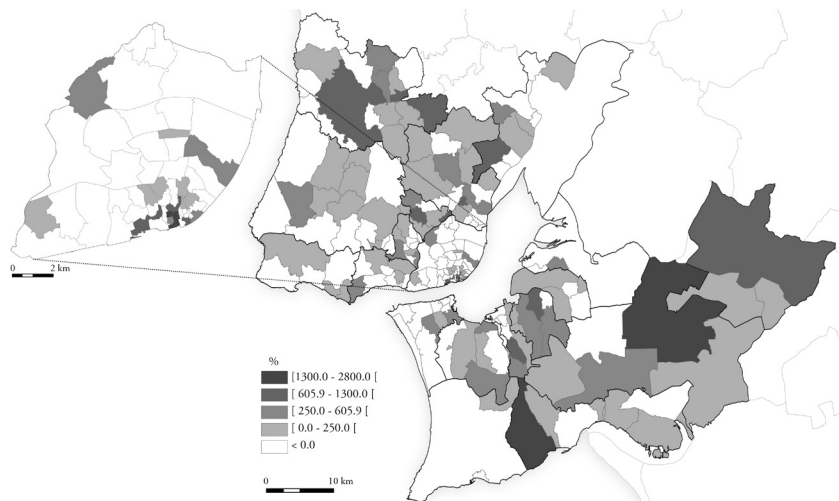 0 2 km
%
[1300.0 - 2800.0 [
[ 605.9 - 1300.0 [
[ 250.0 - 605.9 [
[ 0.0 - 250.0 [
< 0.0
0 10 km